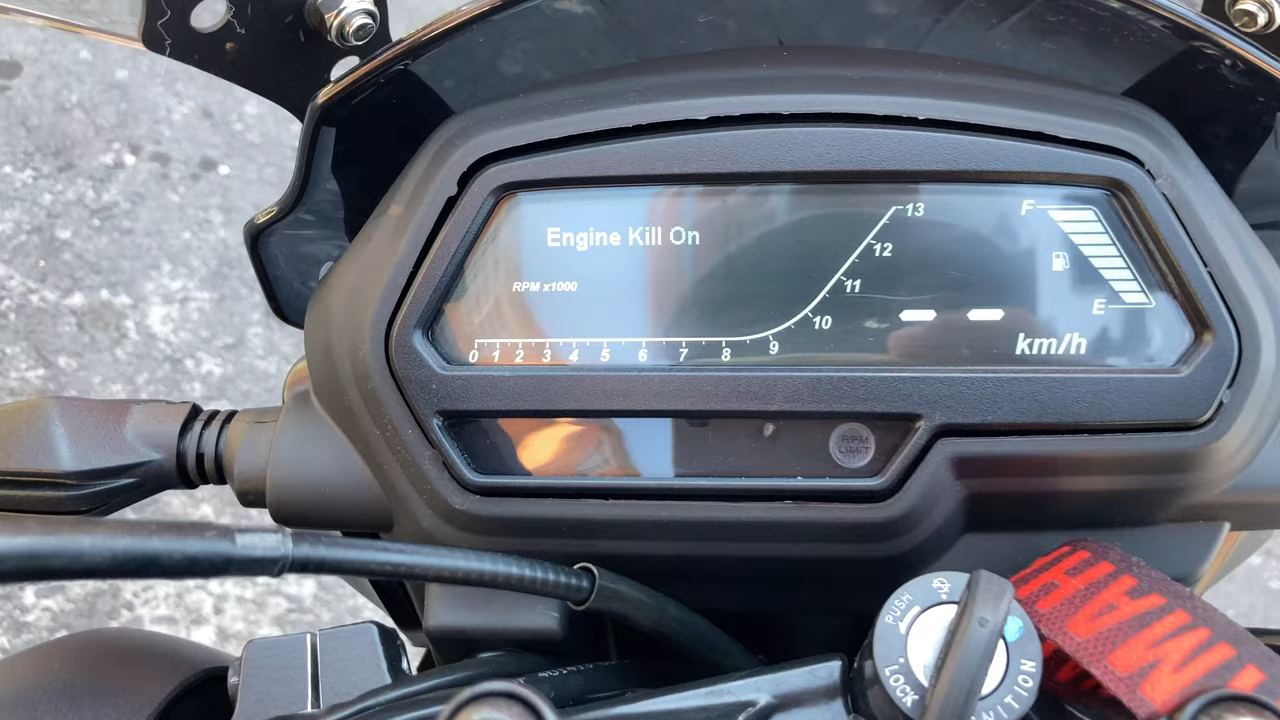 Engine Kill On
RPM x1000
0 1 2 3 4 5 6 7 8 9 10 11 12 13
F
E
km/h
RPM
LIMIT
PUSH
LOCK